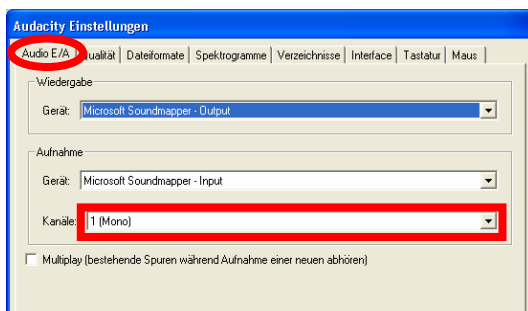 Audacity Einstellungen
Audio E/A Qualität Dateiformate Spektrogramme Verzeichnisse Interface Tastatur Maus
Wiedergabe
Gerät: Microsoft Soundmapper - Output
Aufnahme
Gerät: Microsoft Soundmapper - Input
Kanäle: 1 (Mono)
Multiplay (bestehende Spuren während Aufnahme einer neuen abhören)